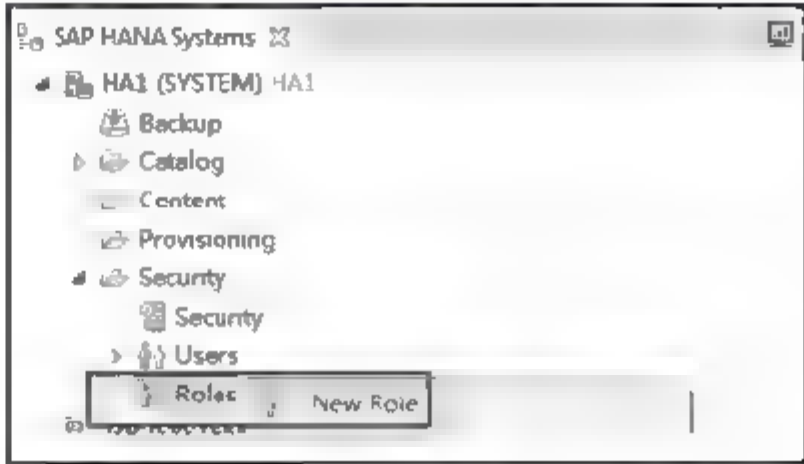 SAP HANA Systems
HA1 (SYSTEM) HA1
Backup
Catalog
Content
Provisioning
Security
Security
Users
Roles New Role